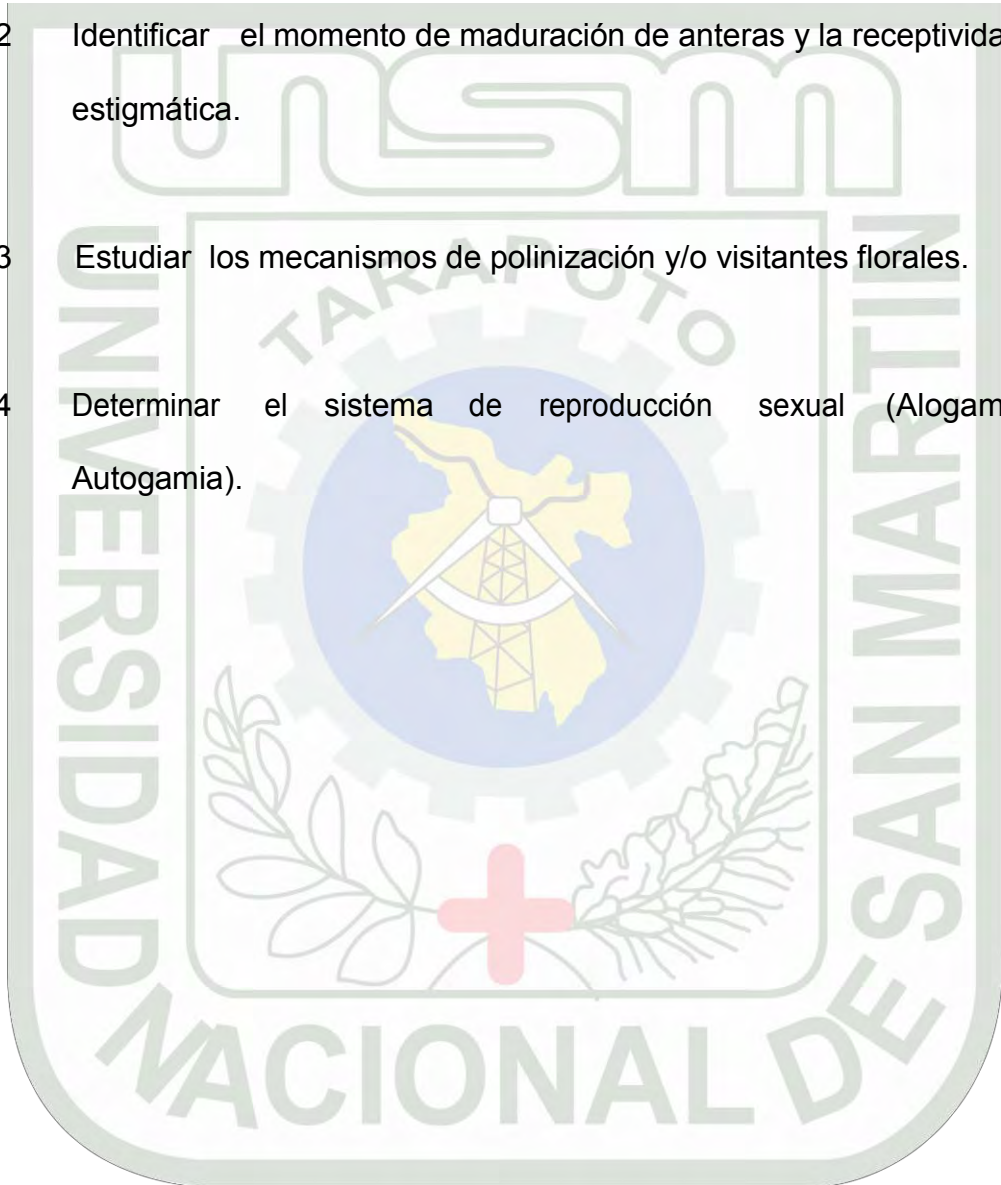 2 Identificar el momento de maduración de anteras y la receptivida
estigmática.
3 Estudiar los mecanismos de polinización y/o visitantes florales.
4 Determinar el sistema de reproducción sexual (Alogam
Autogamia).
unsm
TARAPOTO
UNIVERSIDAD NACIONAL DE SAN MARTIN